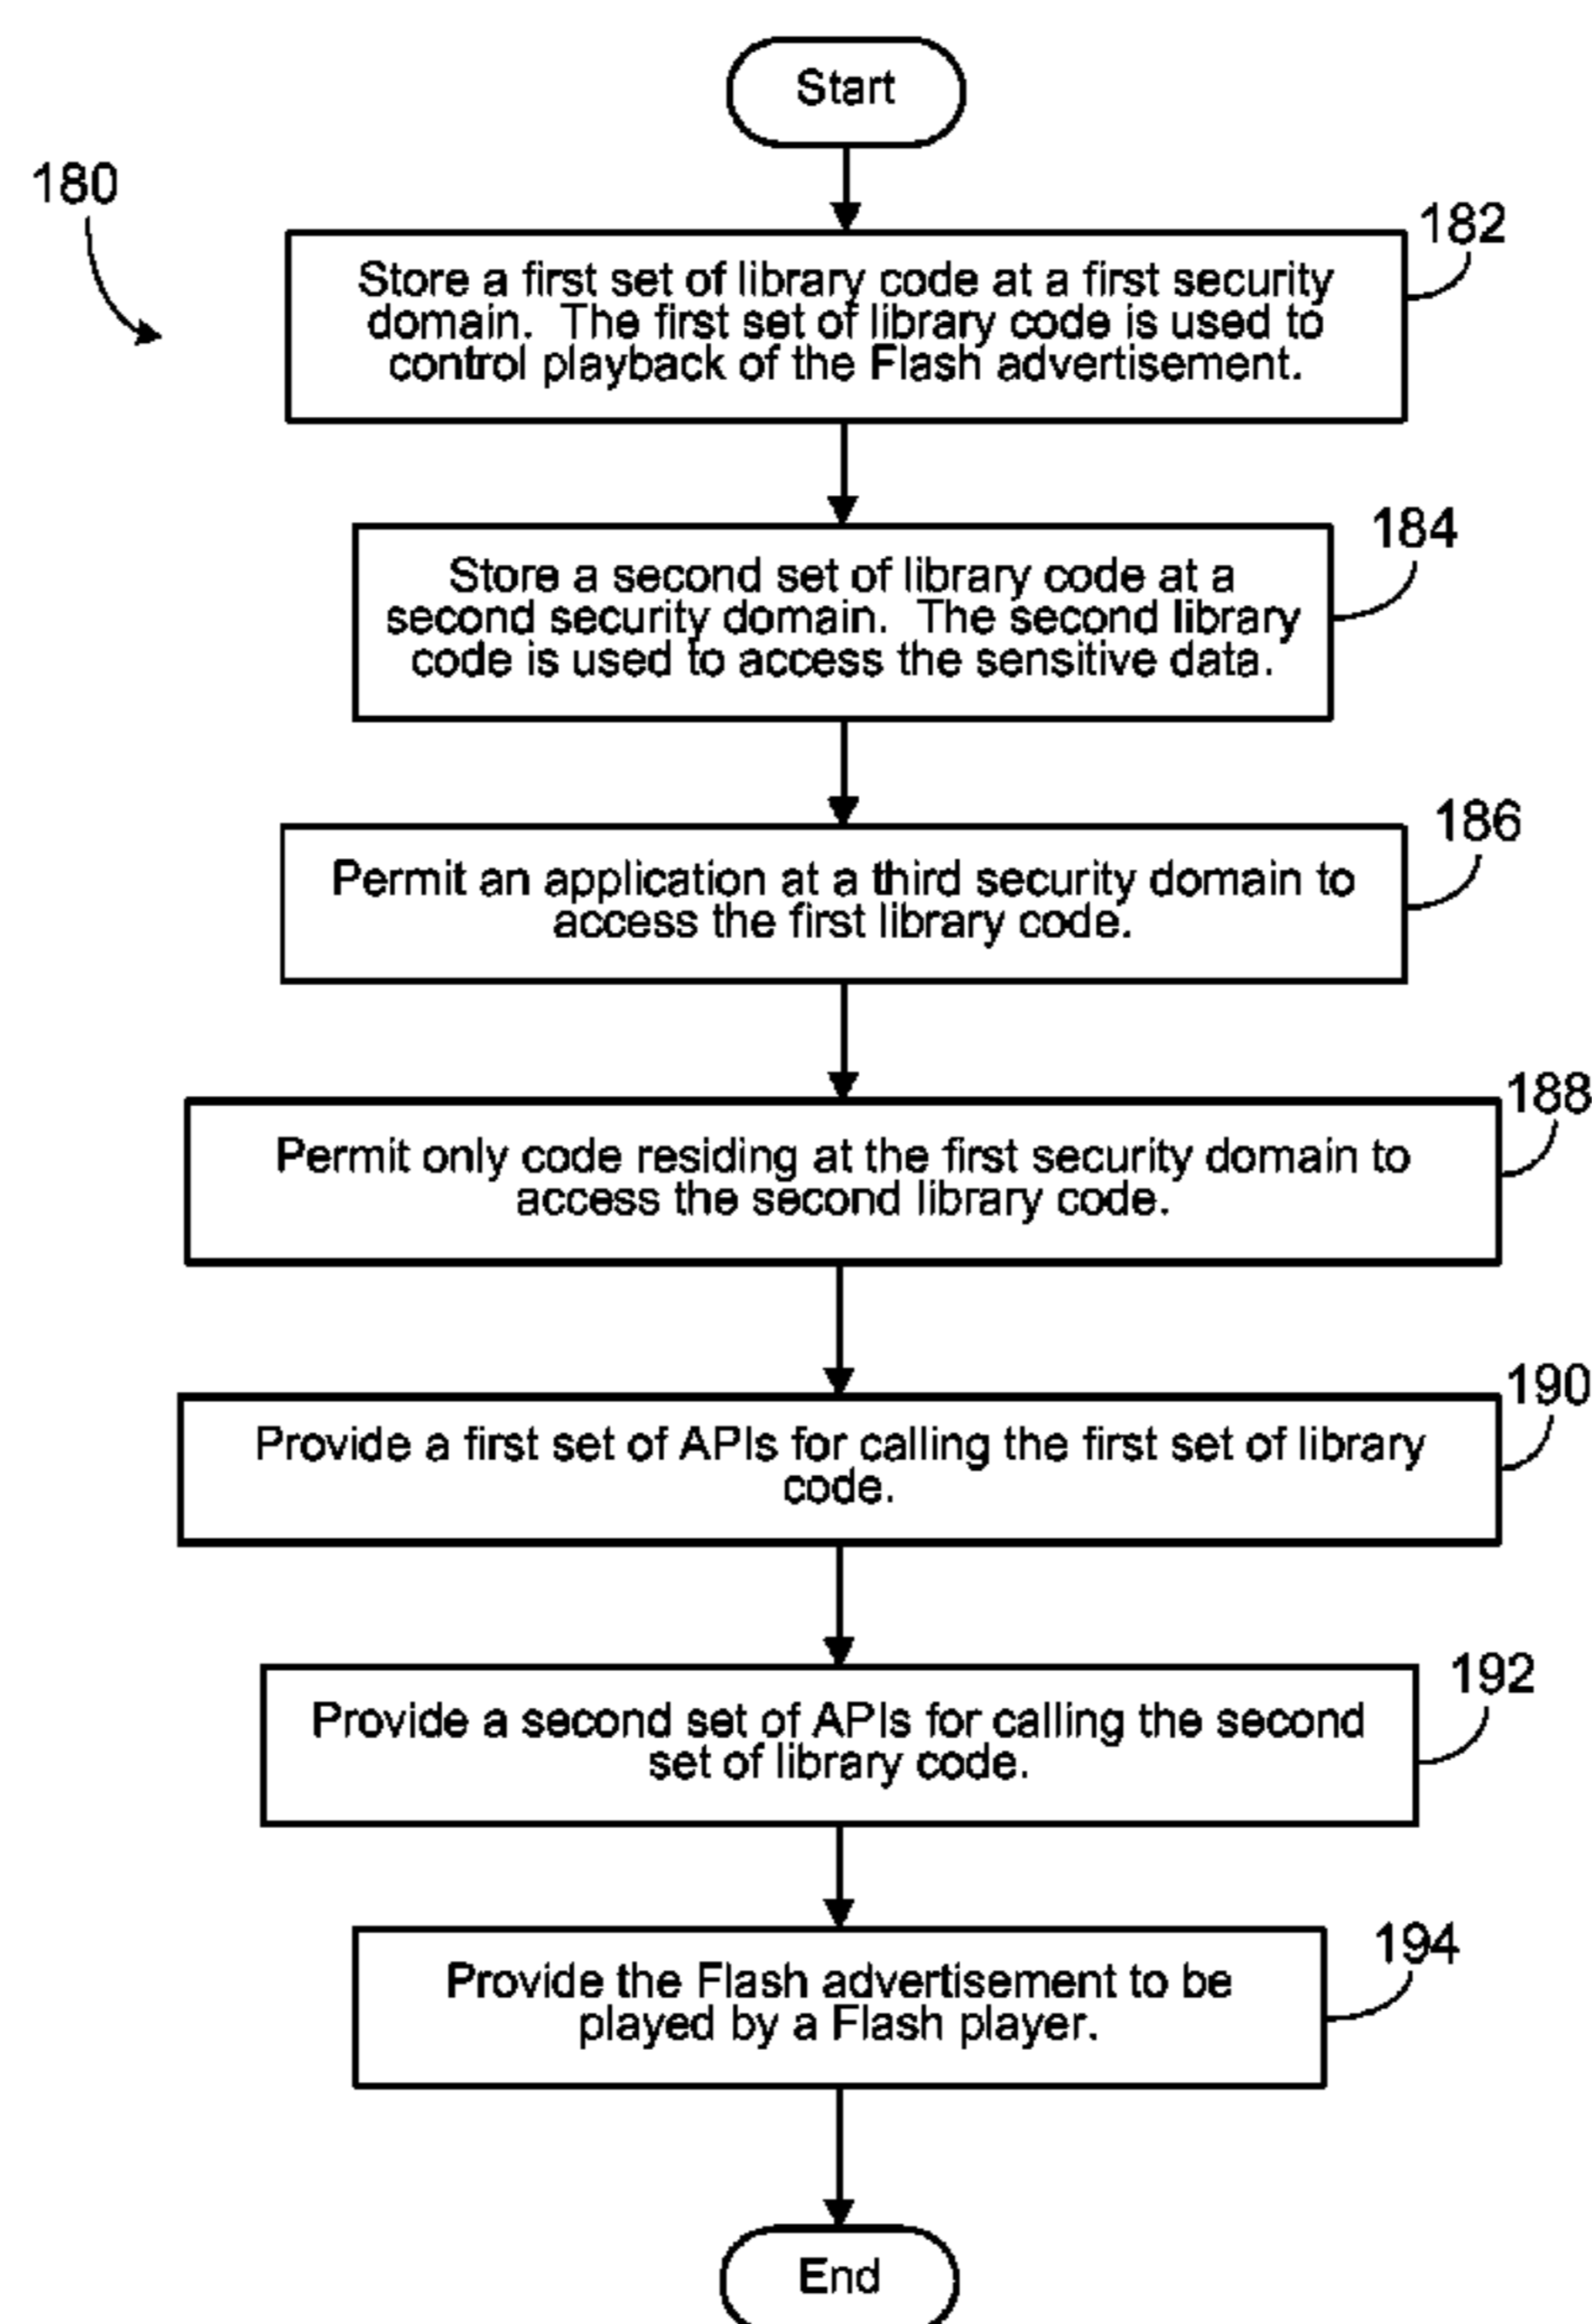 Start
180
182
Store a first set of library code at a first security
domain. The first set of library code is used to
control playback of the Flash advertisement.
184
Store a second set of library code at a
second security domain. The second library
code is used to access the sensitive data.
186
Permit an application at a third security domain to
access the first library code.
188
Permit only code residing at the first security domain to
access the second library code.
190
Provide a first set of APIs for calling the first set of library
code.
192
Provide a second set of APIs for calling the second
set of library code.
194
Provide the Flash advertisement to be
played by a Flash player.
End